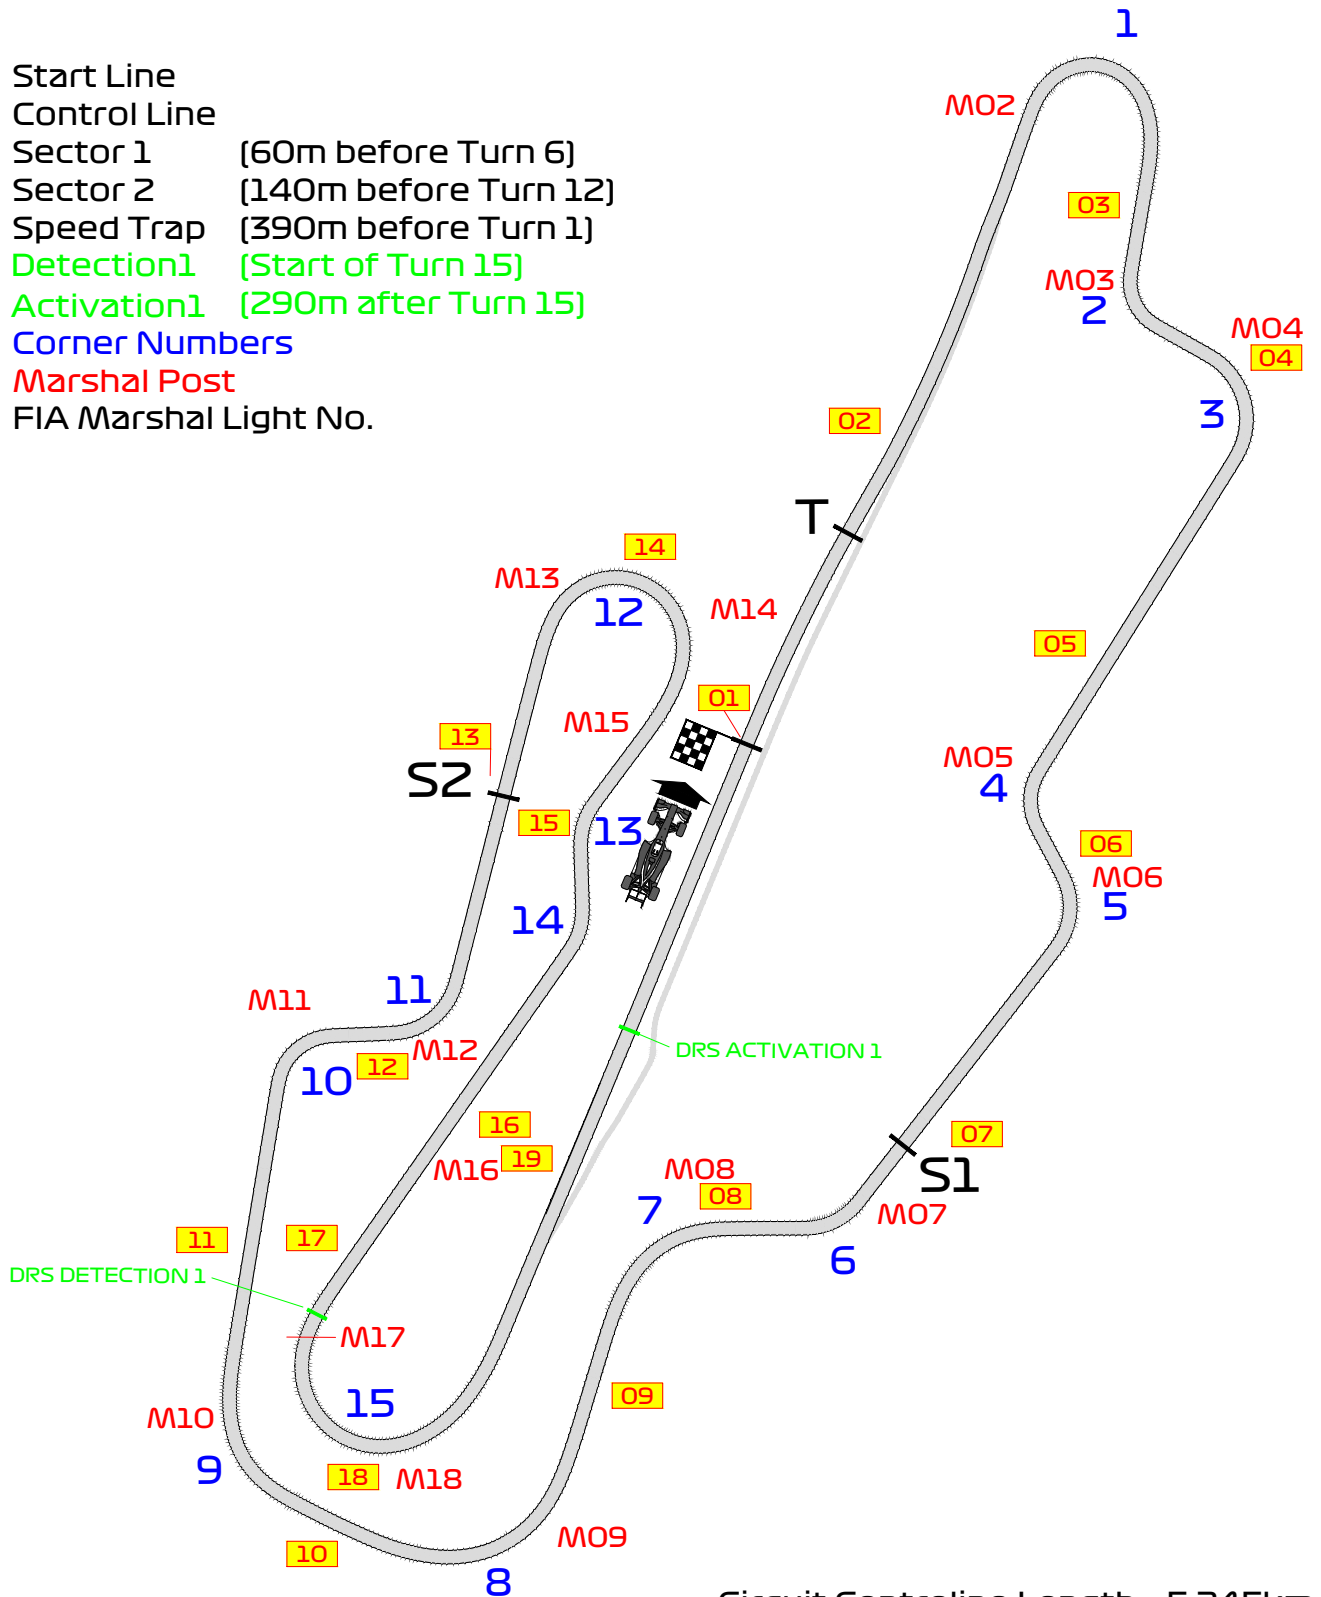 Start Line
Control Line
Sector 1 (60m before Turn 6)
Sector 2 (140m before Turn 12)
Speed Trap (390m before Turn 1)
Detection1 (Start of Turn 15)
Activation1 (290m after Turn 15)
Corner Numbers
Marshal Post
FIA Marshal Light No.
1
M02
03
M03
2
M04
04
3
02
T
14
M13
12
M14
05
01
M15
13
S2
M05
4
15
13
06
M06
5
14
11
M11
M12
12
10
DRS ACTIVATION 1
16
M16
19
07
S1
M08
08
7
M07
6
11
17
DRS DETECTION 1
M17
15
09
M10
9
18
M18
M09
10
8